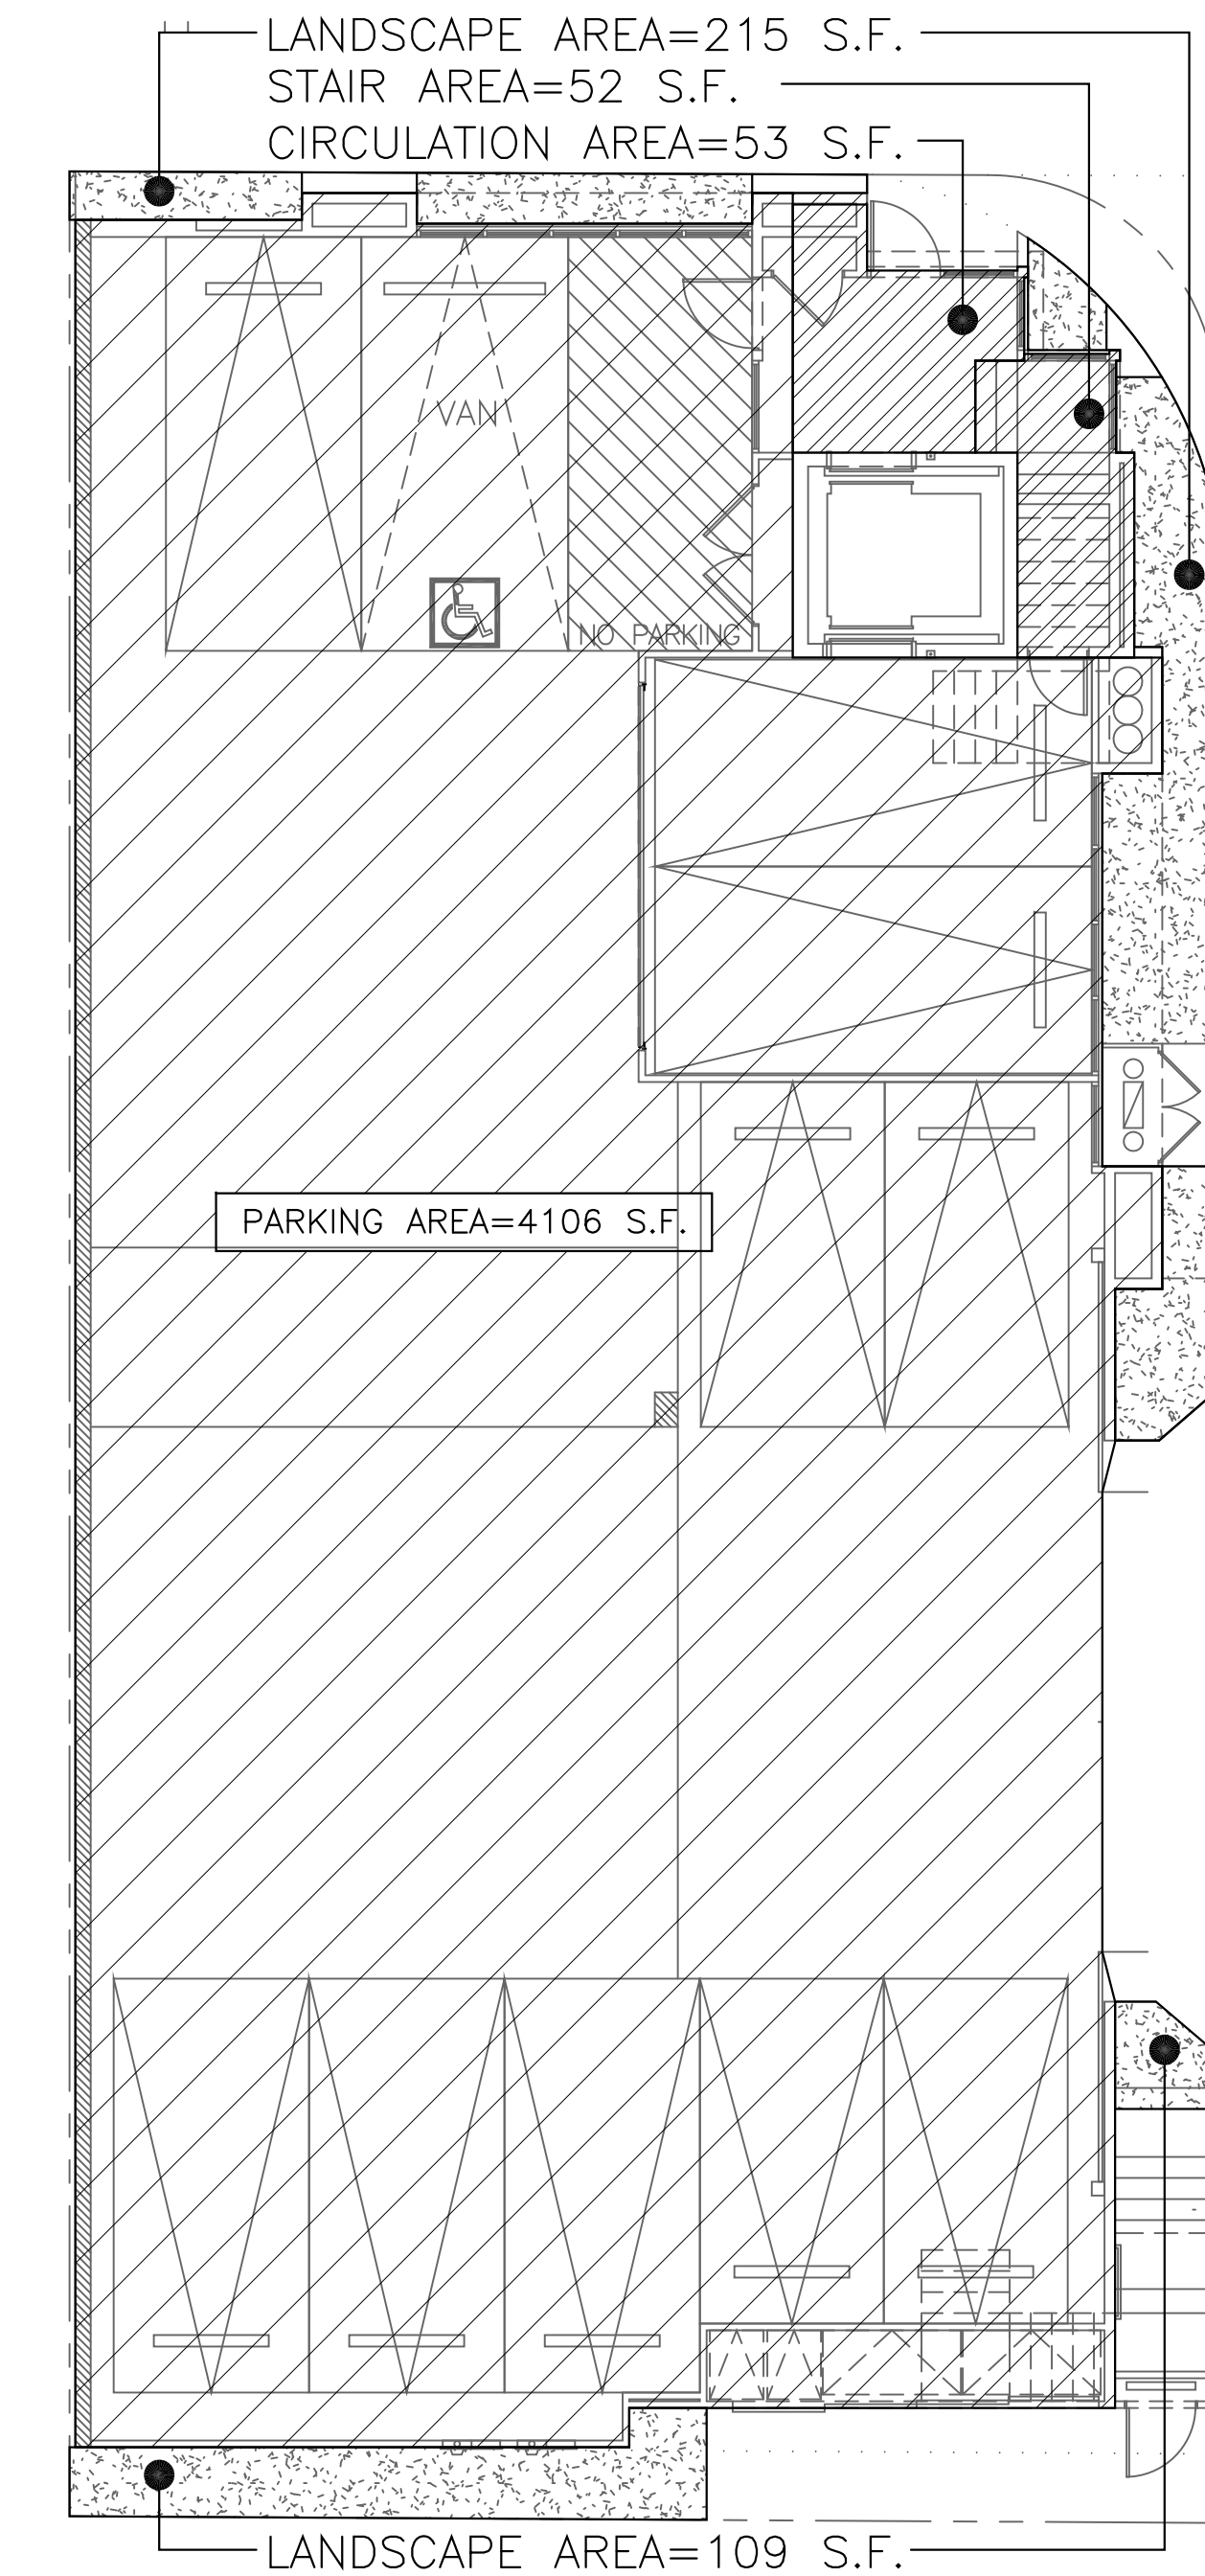 LANDSCAPE AREA=215 S.F.
STAIR AREA=52 S.F.
CIRCULATION AREA=53 S.F.
VAN
NO PARKING
PARKING AREA=4106 S.F.
LANDSCAPE AREA=109 S.F.